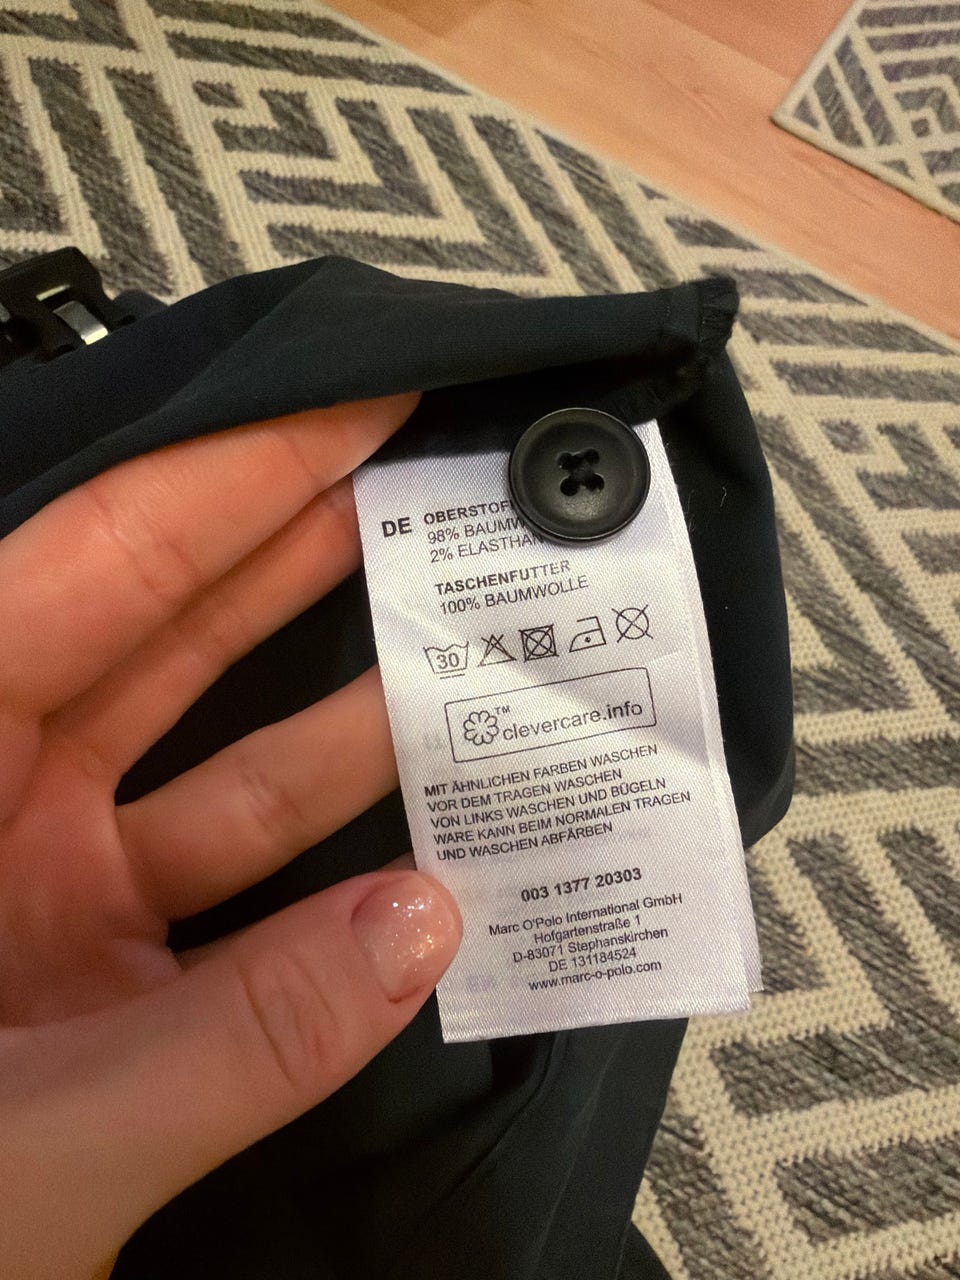 DE OBERSTOF
98% BAUMW
2% ELASTHAN
TASCHENFUTTER
100% BAUMWOLLE
30
TM
clevercare.info
MIT ÄHNLICHEN FARBEN WASCHEN
VOR DEM TRAGEN WASCHEN
VON LINKS WASCHEN UND BÜGELN
WARE KANN BEIM NORMALEN TRAGEN
UND WASCHEN ABFÄRBEN
003 1377 20303
Marc O'Polo International GmbH
Hofgartenstraße 1
D-83071 Stephanskirchen
DE 131184524
www.marc-o-polo.com